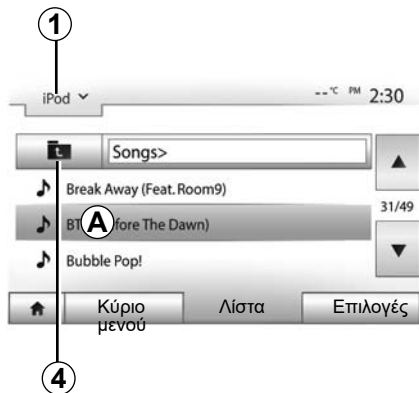 1
iPod
--°C PM 2:30
Songs>
Break Away (Feat. Room9)
31/49
A
fore The Dawn)
Bubble Pop!
Κύριο μενού
Λίστα
Επιλογές
4